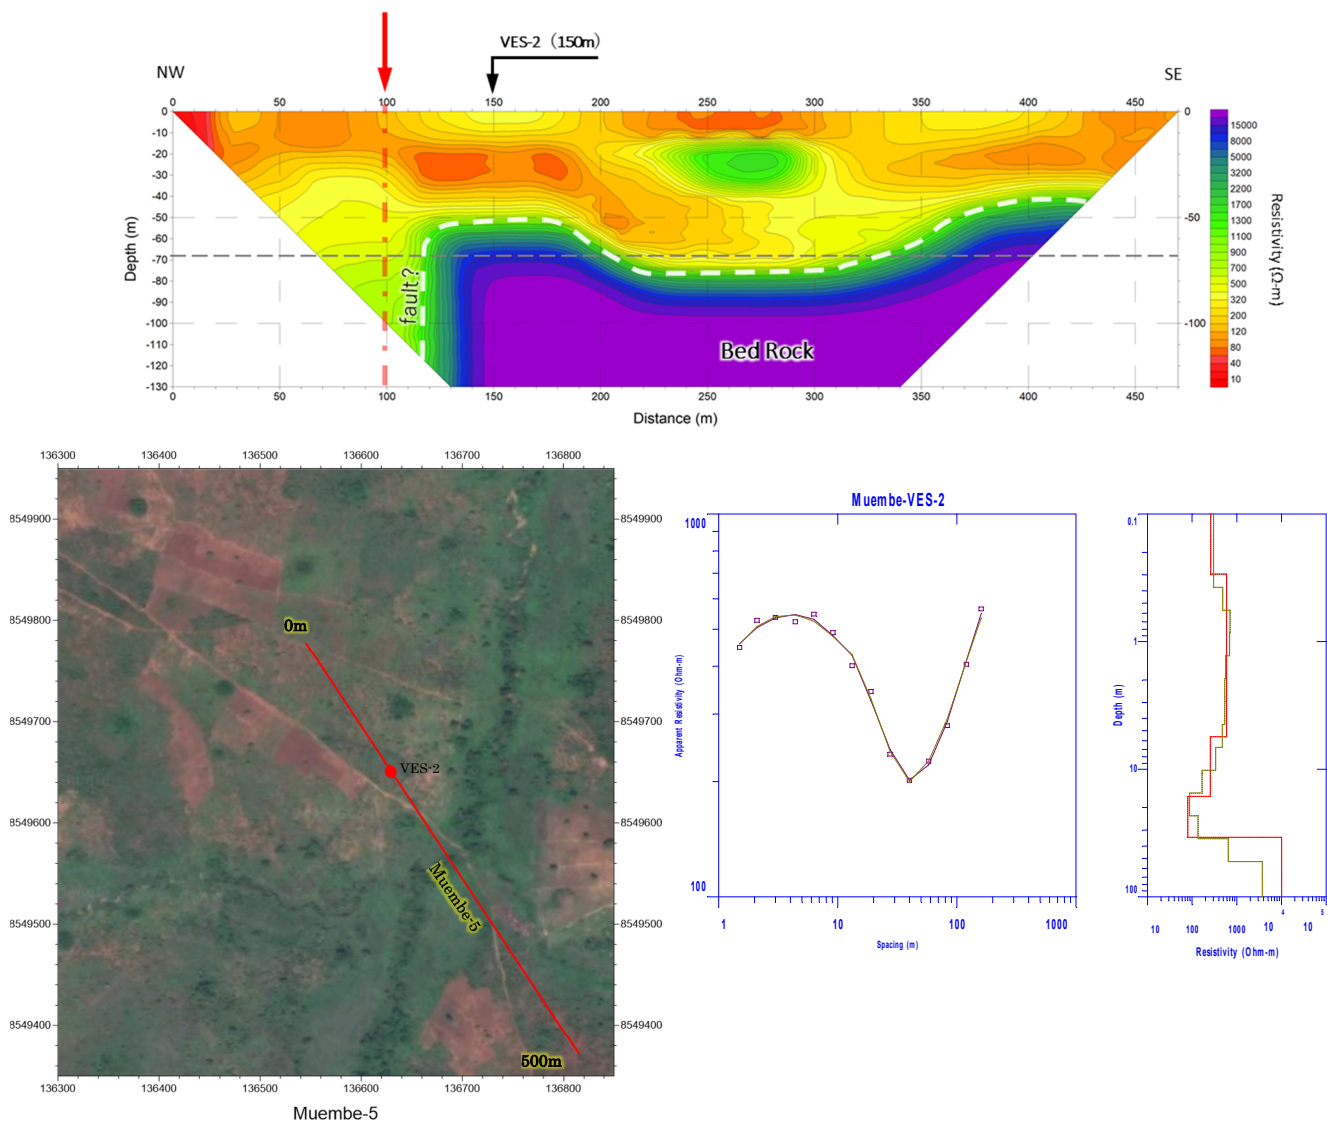 VES-2 (150m)
NW
SE
0 50 100 150 200 250 300 350 400 450
0
-10
-20
-30
-40
-50
-60
-70
-80
-90
-100
-110
-120
-130
Depth (m)
0
-50
-100
fault?
Bed Rock
0 50 100 150 200 250 300 350 400 450
Distance (m)
15000
8000
5000
3200
2200
1700
1300
1100
900
700
500
320
200
120
80
40
10
Resistivity (Ω-m)
136300 136400 136500 136600 136700 136800
8549900 8549900
8549800 8549800
8549700 8549700
8549600 8549600
8549500 8549500
8549400 8549400
0m
VES-2
Muembe-5
500m
136300 136400 136500 136600 136700 136800
Muembe-5
Muembe-VES-2
1000
100
Apparent Resistivity (Ohm-m)
1 10 100 1000
Spacing (m)
0.1
1
10
100
Depth (m)
10 100 1000 10 4 10 5
Resistivity (Ohm-m)